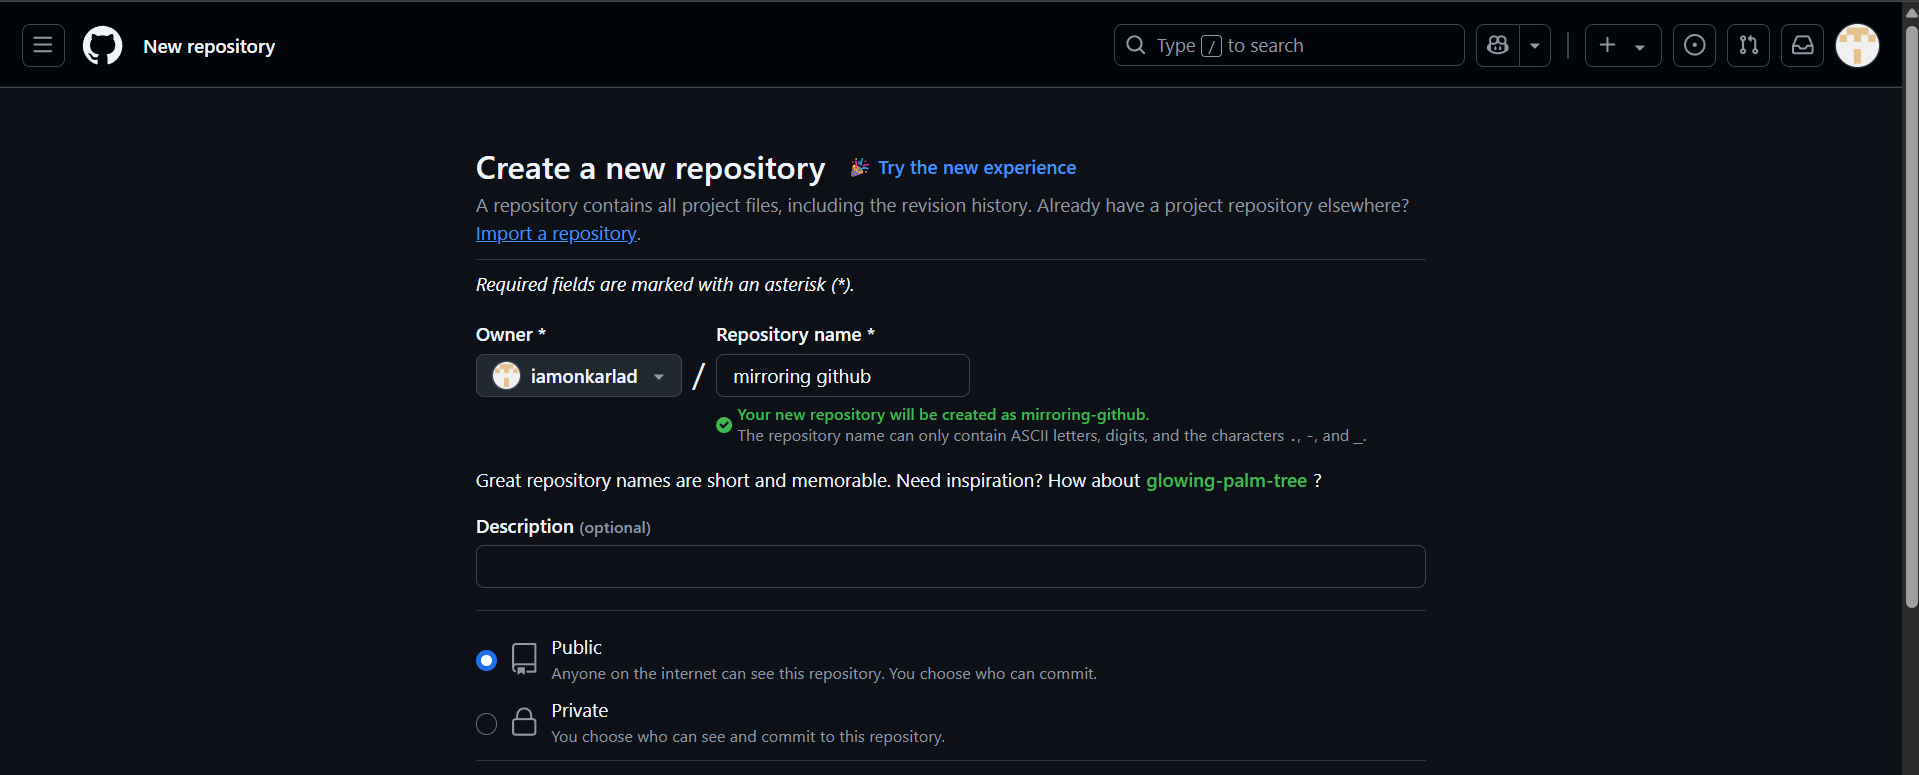 New repository
Type / to search
Create a new repository
🎉 Try the new experience
A repository contains all project files, including the revision history. Already have a project repository elsewhere?
Import a repository.
Required fields are marked with an asterisk (*).
Owner *
Repository name *
iamonkarlad
/
mirroring github
Your new repository will be created as mirroring-github.
The repository name can only contain ASCII letters, digits, and the characters ., -, and _.
Great repository names are short and memorable. Need inspiration? How about glowing-palm-tree ?
Description (optional)
Public
Anyone on the internet can see this repository. You choose who can commit.
Private
You choose who can see and commit to this repository.